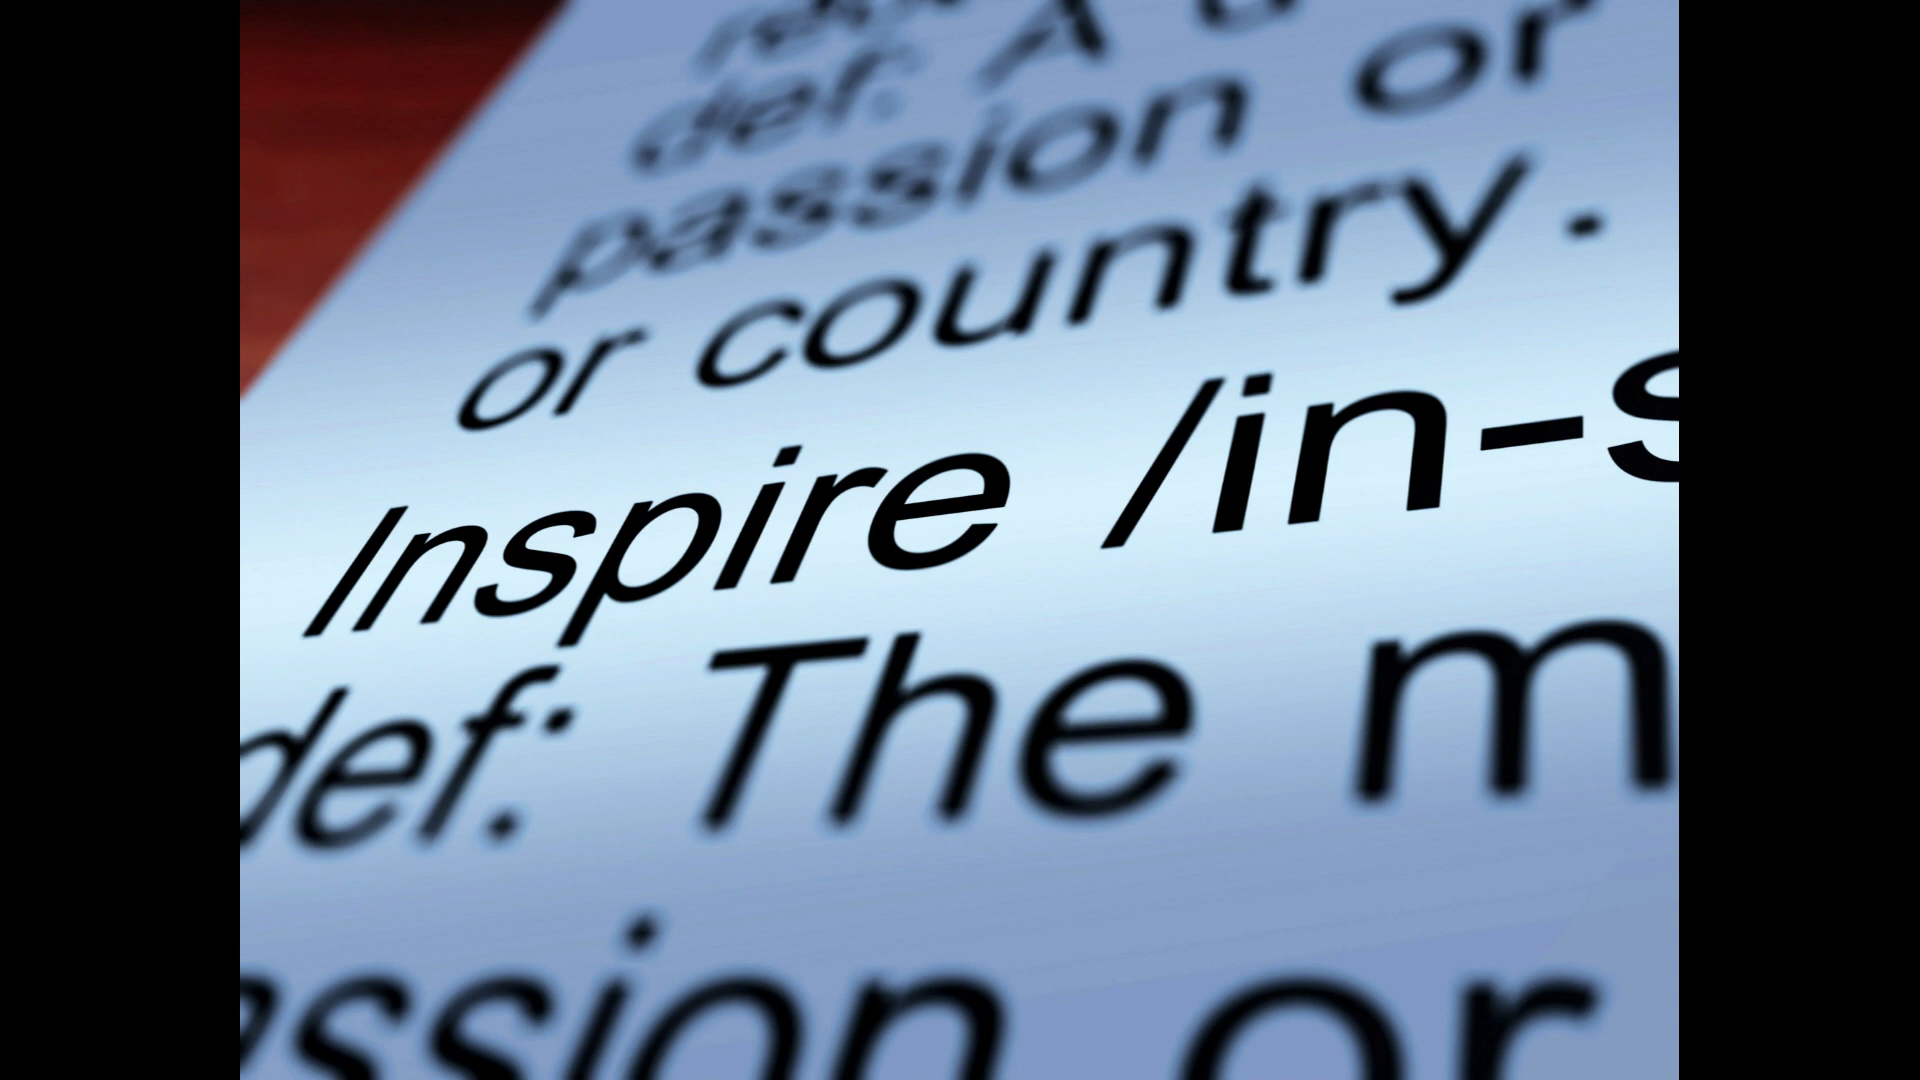 def: A
passion or
or country.
Inspire /in-s
def: The m
ssion or